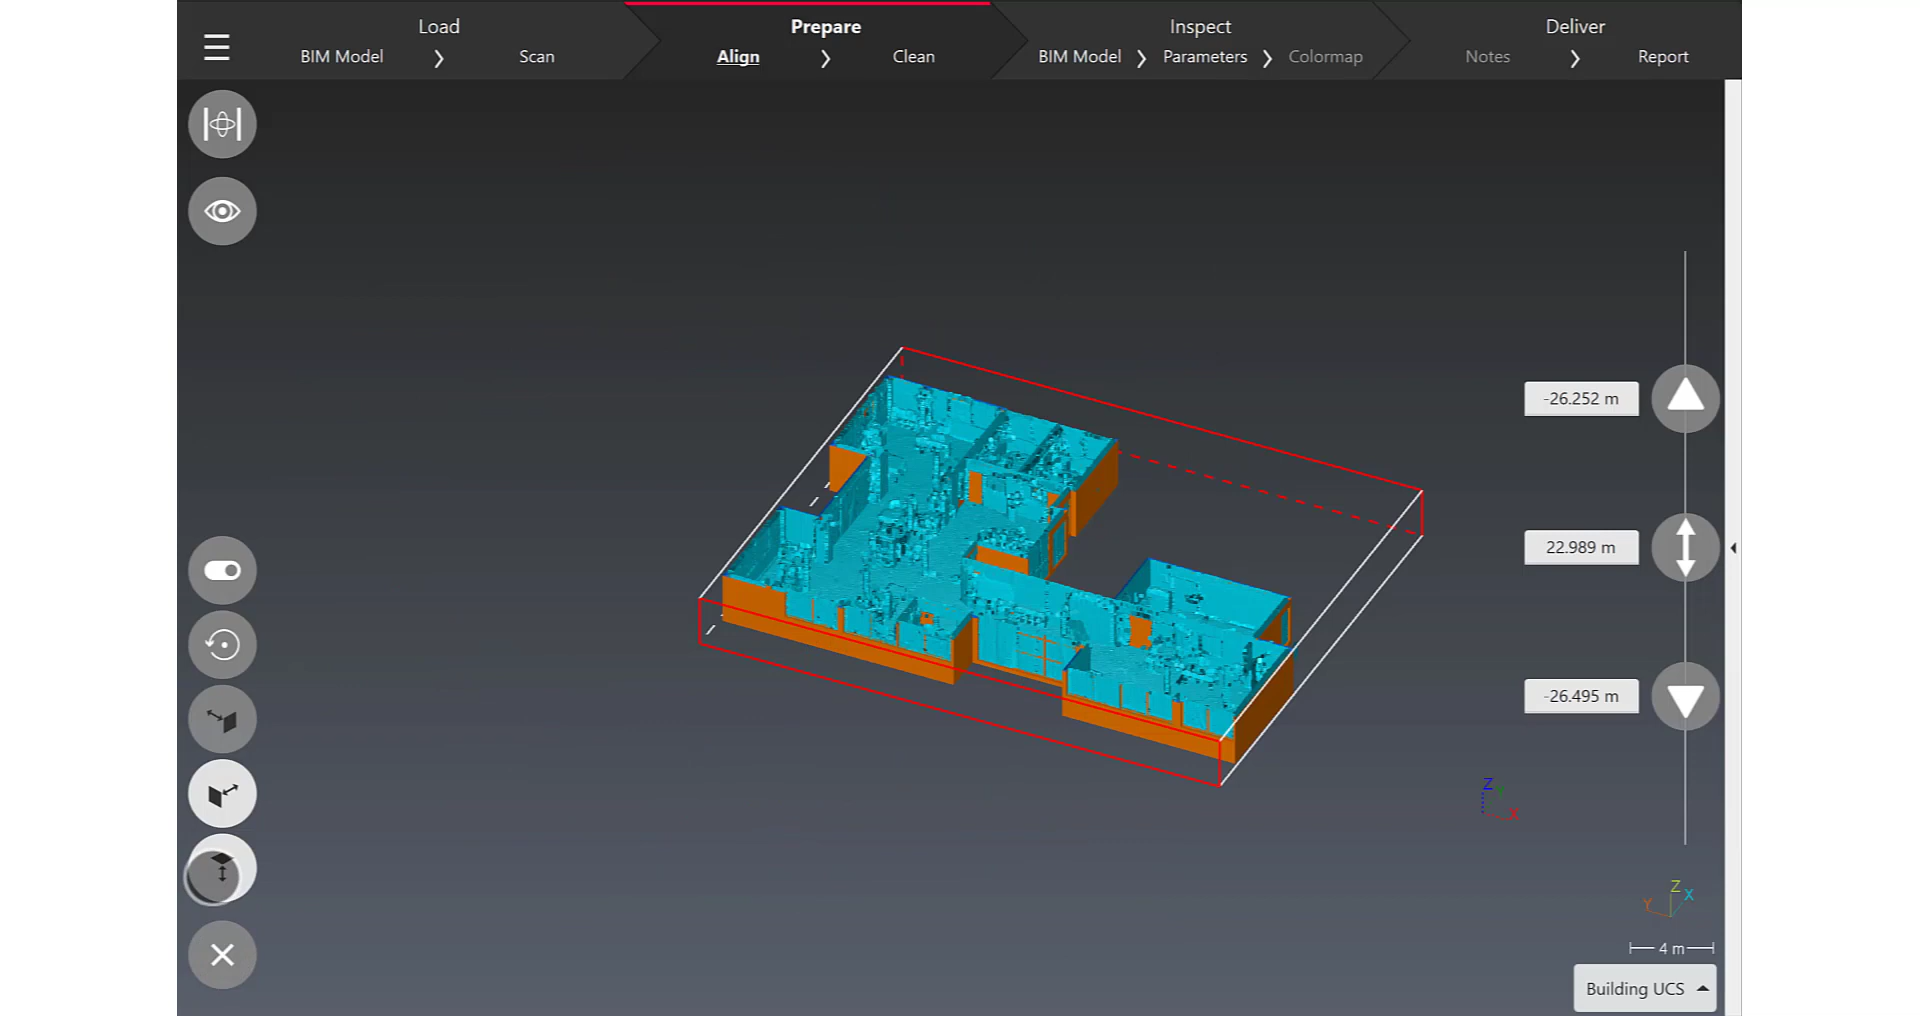 Load
BIM Model
Scan
Prepare
Align
Clean
Inspect
BIM Model
Parameters
Colormap
Deliver
Notes
Report
-26.252 m
22.989 m
-26.495 m
Z
X
Z
X
Y
4 m
Building UCS